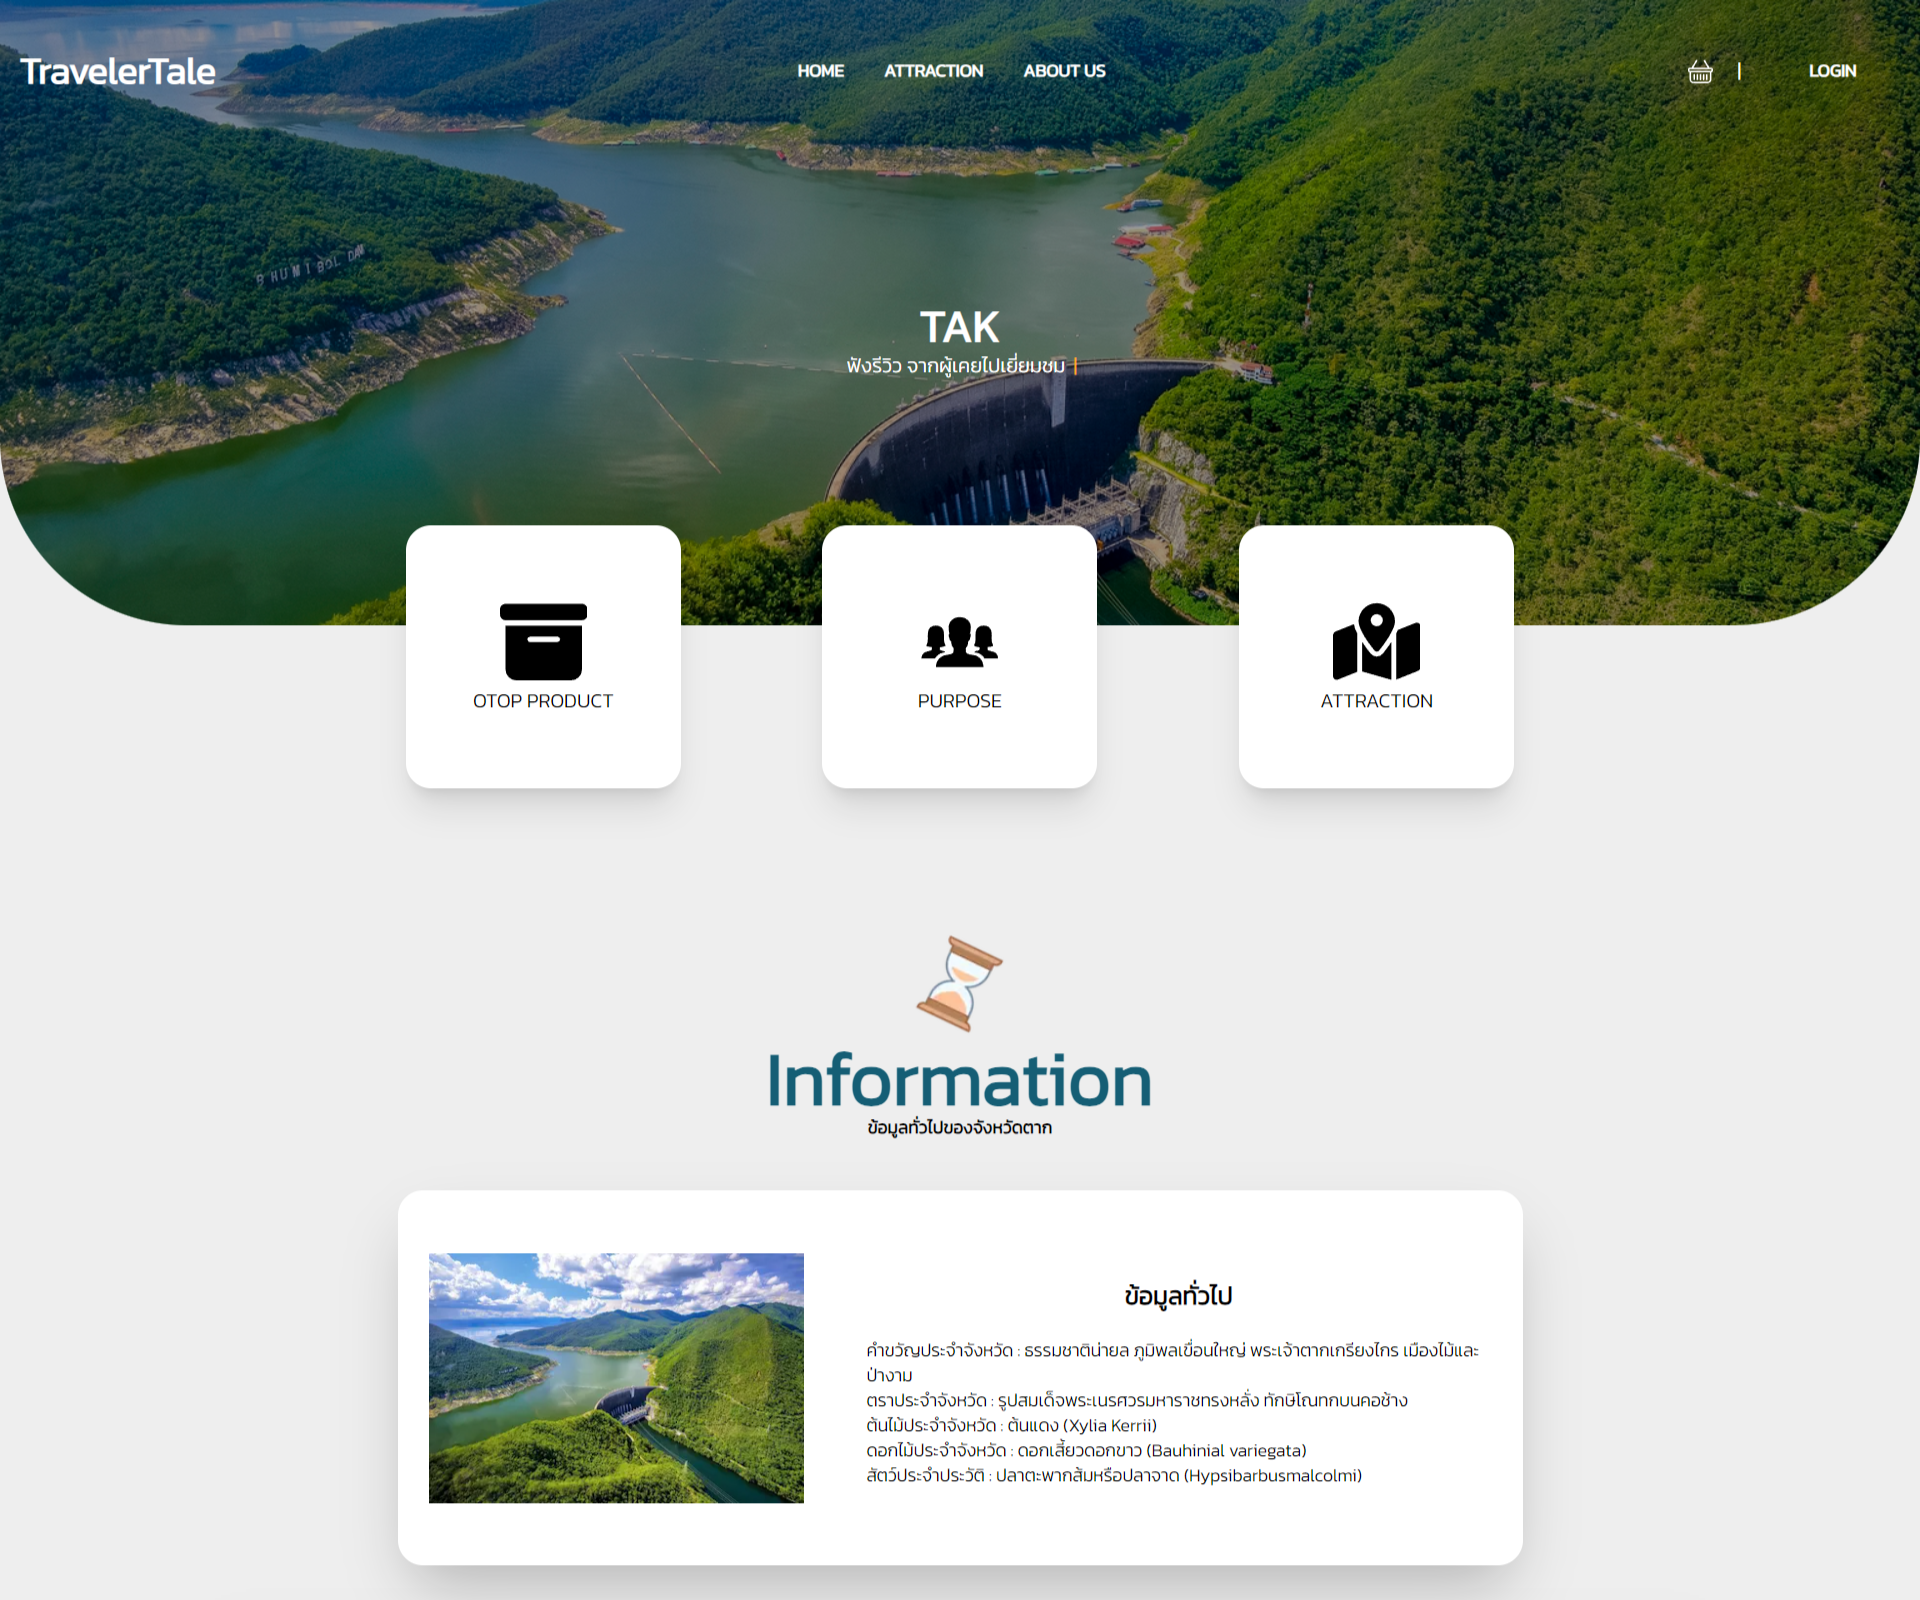 TravelerTale
HOME ATTRACTION ABOUT US
| LOGIN
BHUMIBOL DAM
TAK
ฟังรีวิว จากผู้เคยไปเยี่ยมชม |
OTOP PRODUCT
PURPOSE
ATTRACTION
Information
ข้อมูลทั่วไปของจังหวัดตาก
ข้อมูลทั่วไป
คำขวัญประจำจังหวัด : ธรรมชาติน่ายล ภูมิพลเขื่อนใหญ่ พระเจ้าตากเกรียงไกร เมืองไม้และ
ป่างาม
ตราประจำจังหวัด : รูปสมเด็จพระเนรศวรมหาราชทรงหลั่ง ทักษิโณทกบนคอช้าง
ต้นไม้ประจำจังหวัด : ต้นแดง (Xylia Kerrii)
ดอกไม้ประจำจังหวัด : ดอกเสี้ยวดอกขาว (Bauhinial variegata)
สัตว์ประจำประวัติ : ปลาตะพากส้มหรือปลาจาด (Hypsibarbusmalcolmi)